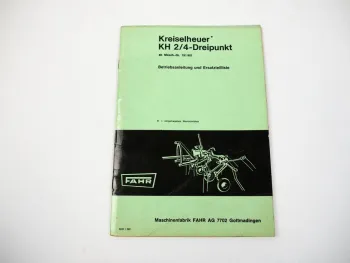 Kreiselheuer*
KH 2/4-Dreipunkt
Betriebsanleitung und Ersatzteilliste
FAHR
Maschinenfabrik FAHR AG 7702 Gottmadingen